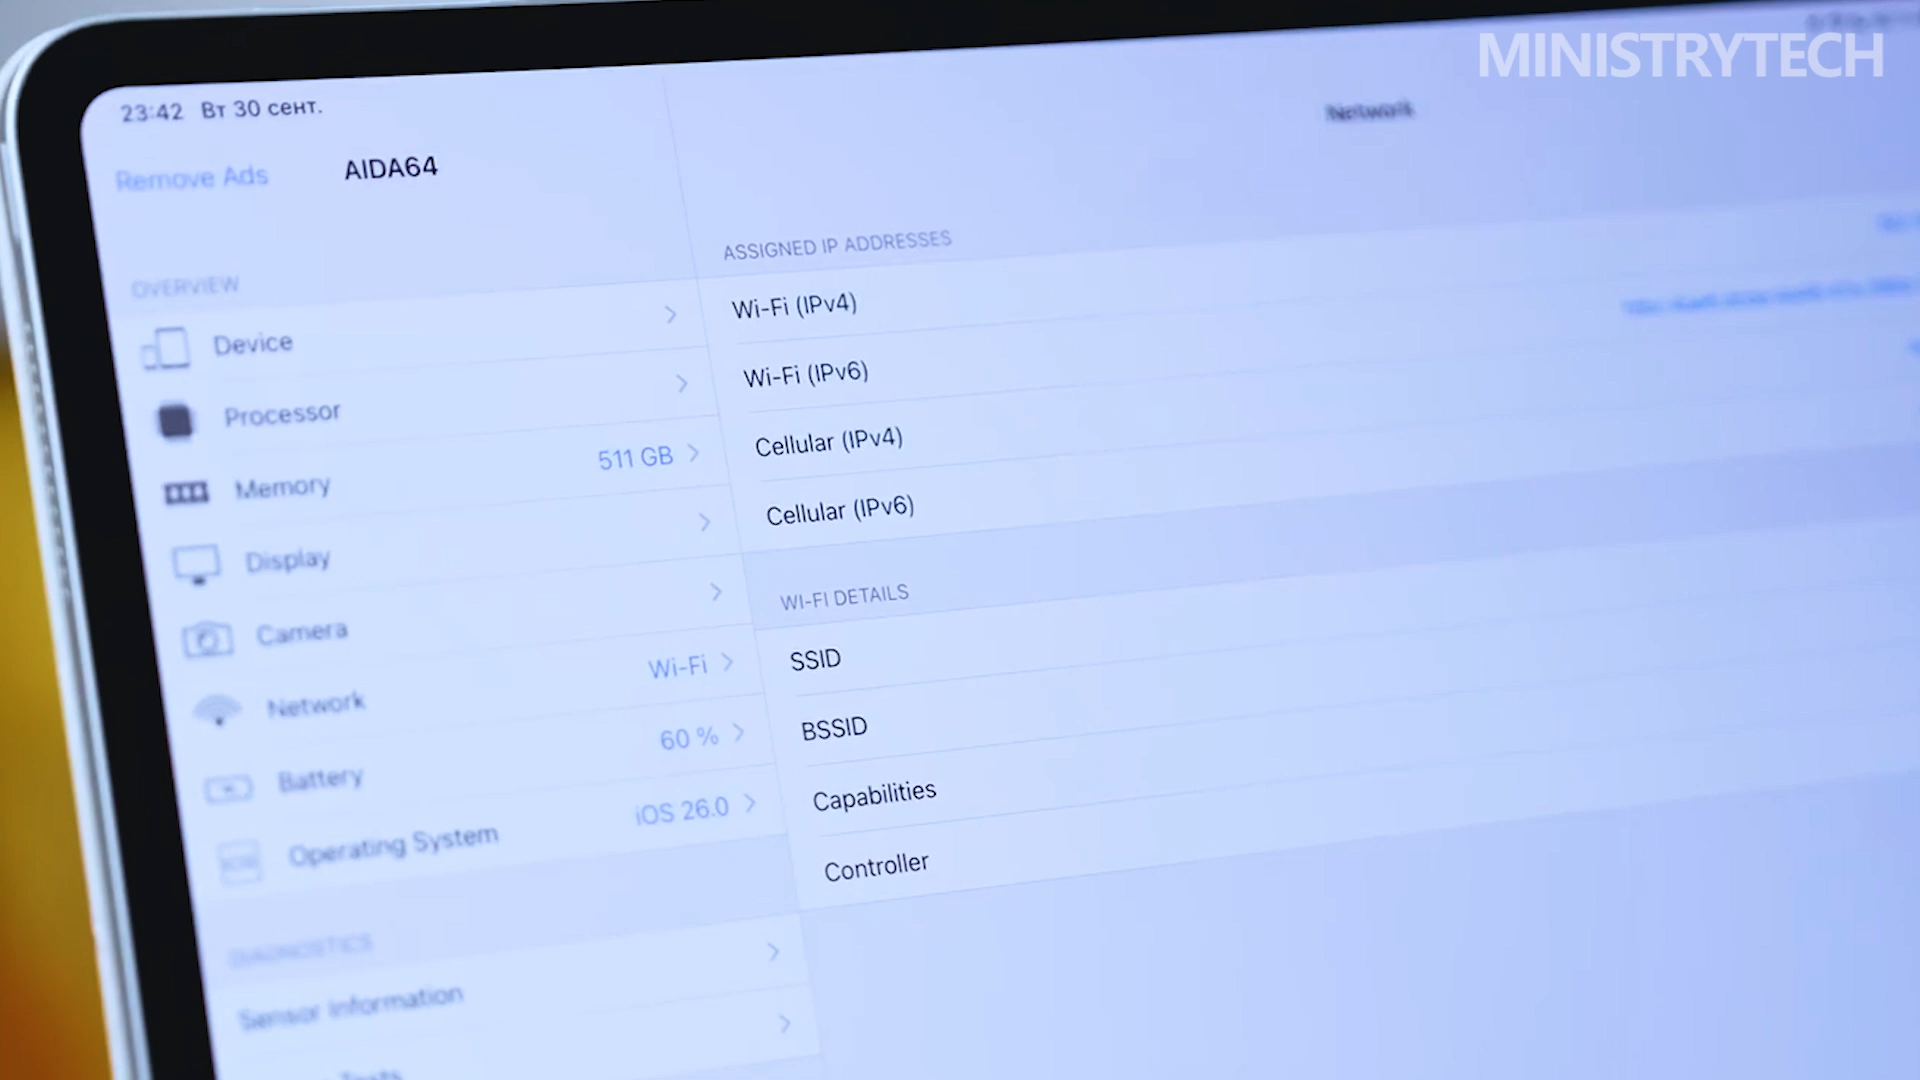 MINISTRYTECH
23:42 Вт 30 сент.
Network
Remove Ads
AIDA64
ASSIGNED IP ADDRESSES
OVERVIEW
Wi-Fi (IPv4)
Device
Wi-Fi (IPv6)
Processor
Cellular (IPv4)
Memory 511 GB
Cellular (IPv6)
Display
WI-FI DETAILS
Camera
SSID
Network Wi-Fi
BSSID
Battery 60 %
Capabilities
Operating System iOS 26.0
Controller
DIAGNOSTICS
Sensor Information
Tests